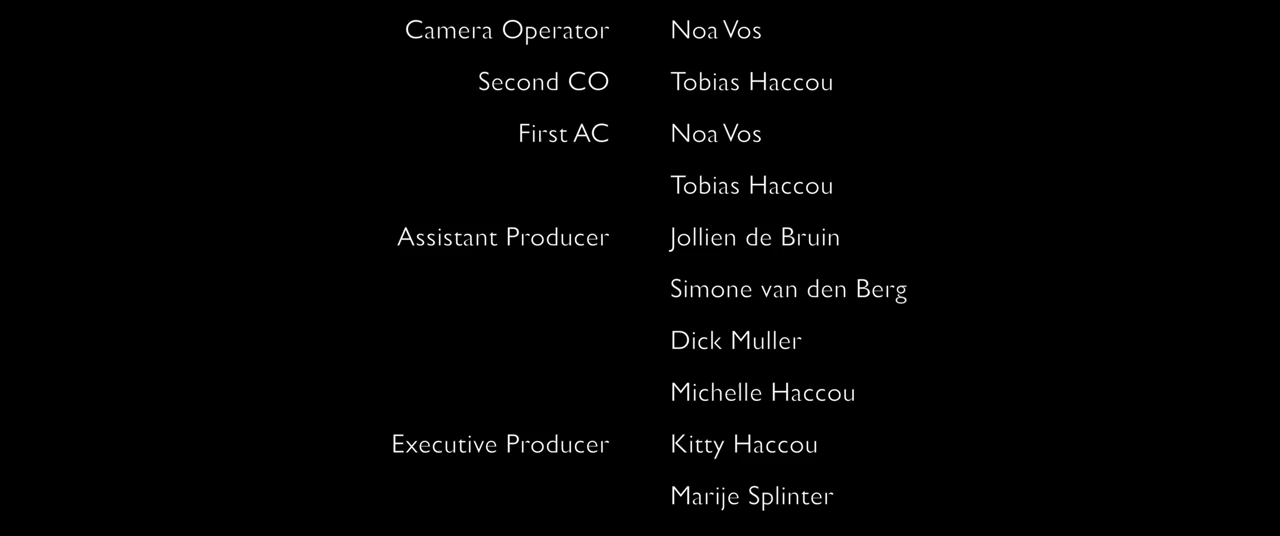 Camera Operator Noa Vos
Second CO Tobias Haccou
First AC Noa Vos
Tobias Haccou
Assistant Producer Jollien de Bruin
Simone van den Berg
Dick Muller
Michelle Haccou
Executive Producer Kitty Haccou
Marije Splinter